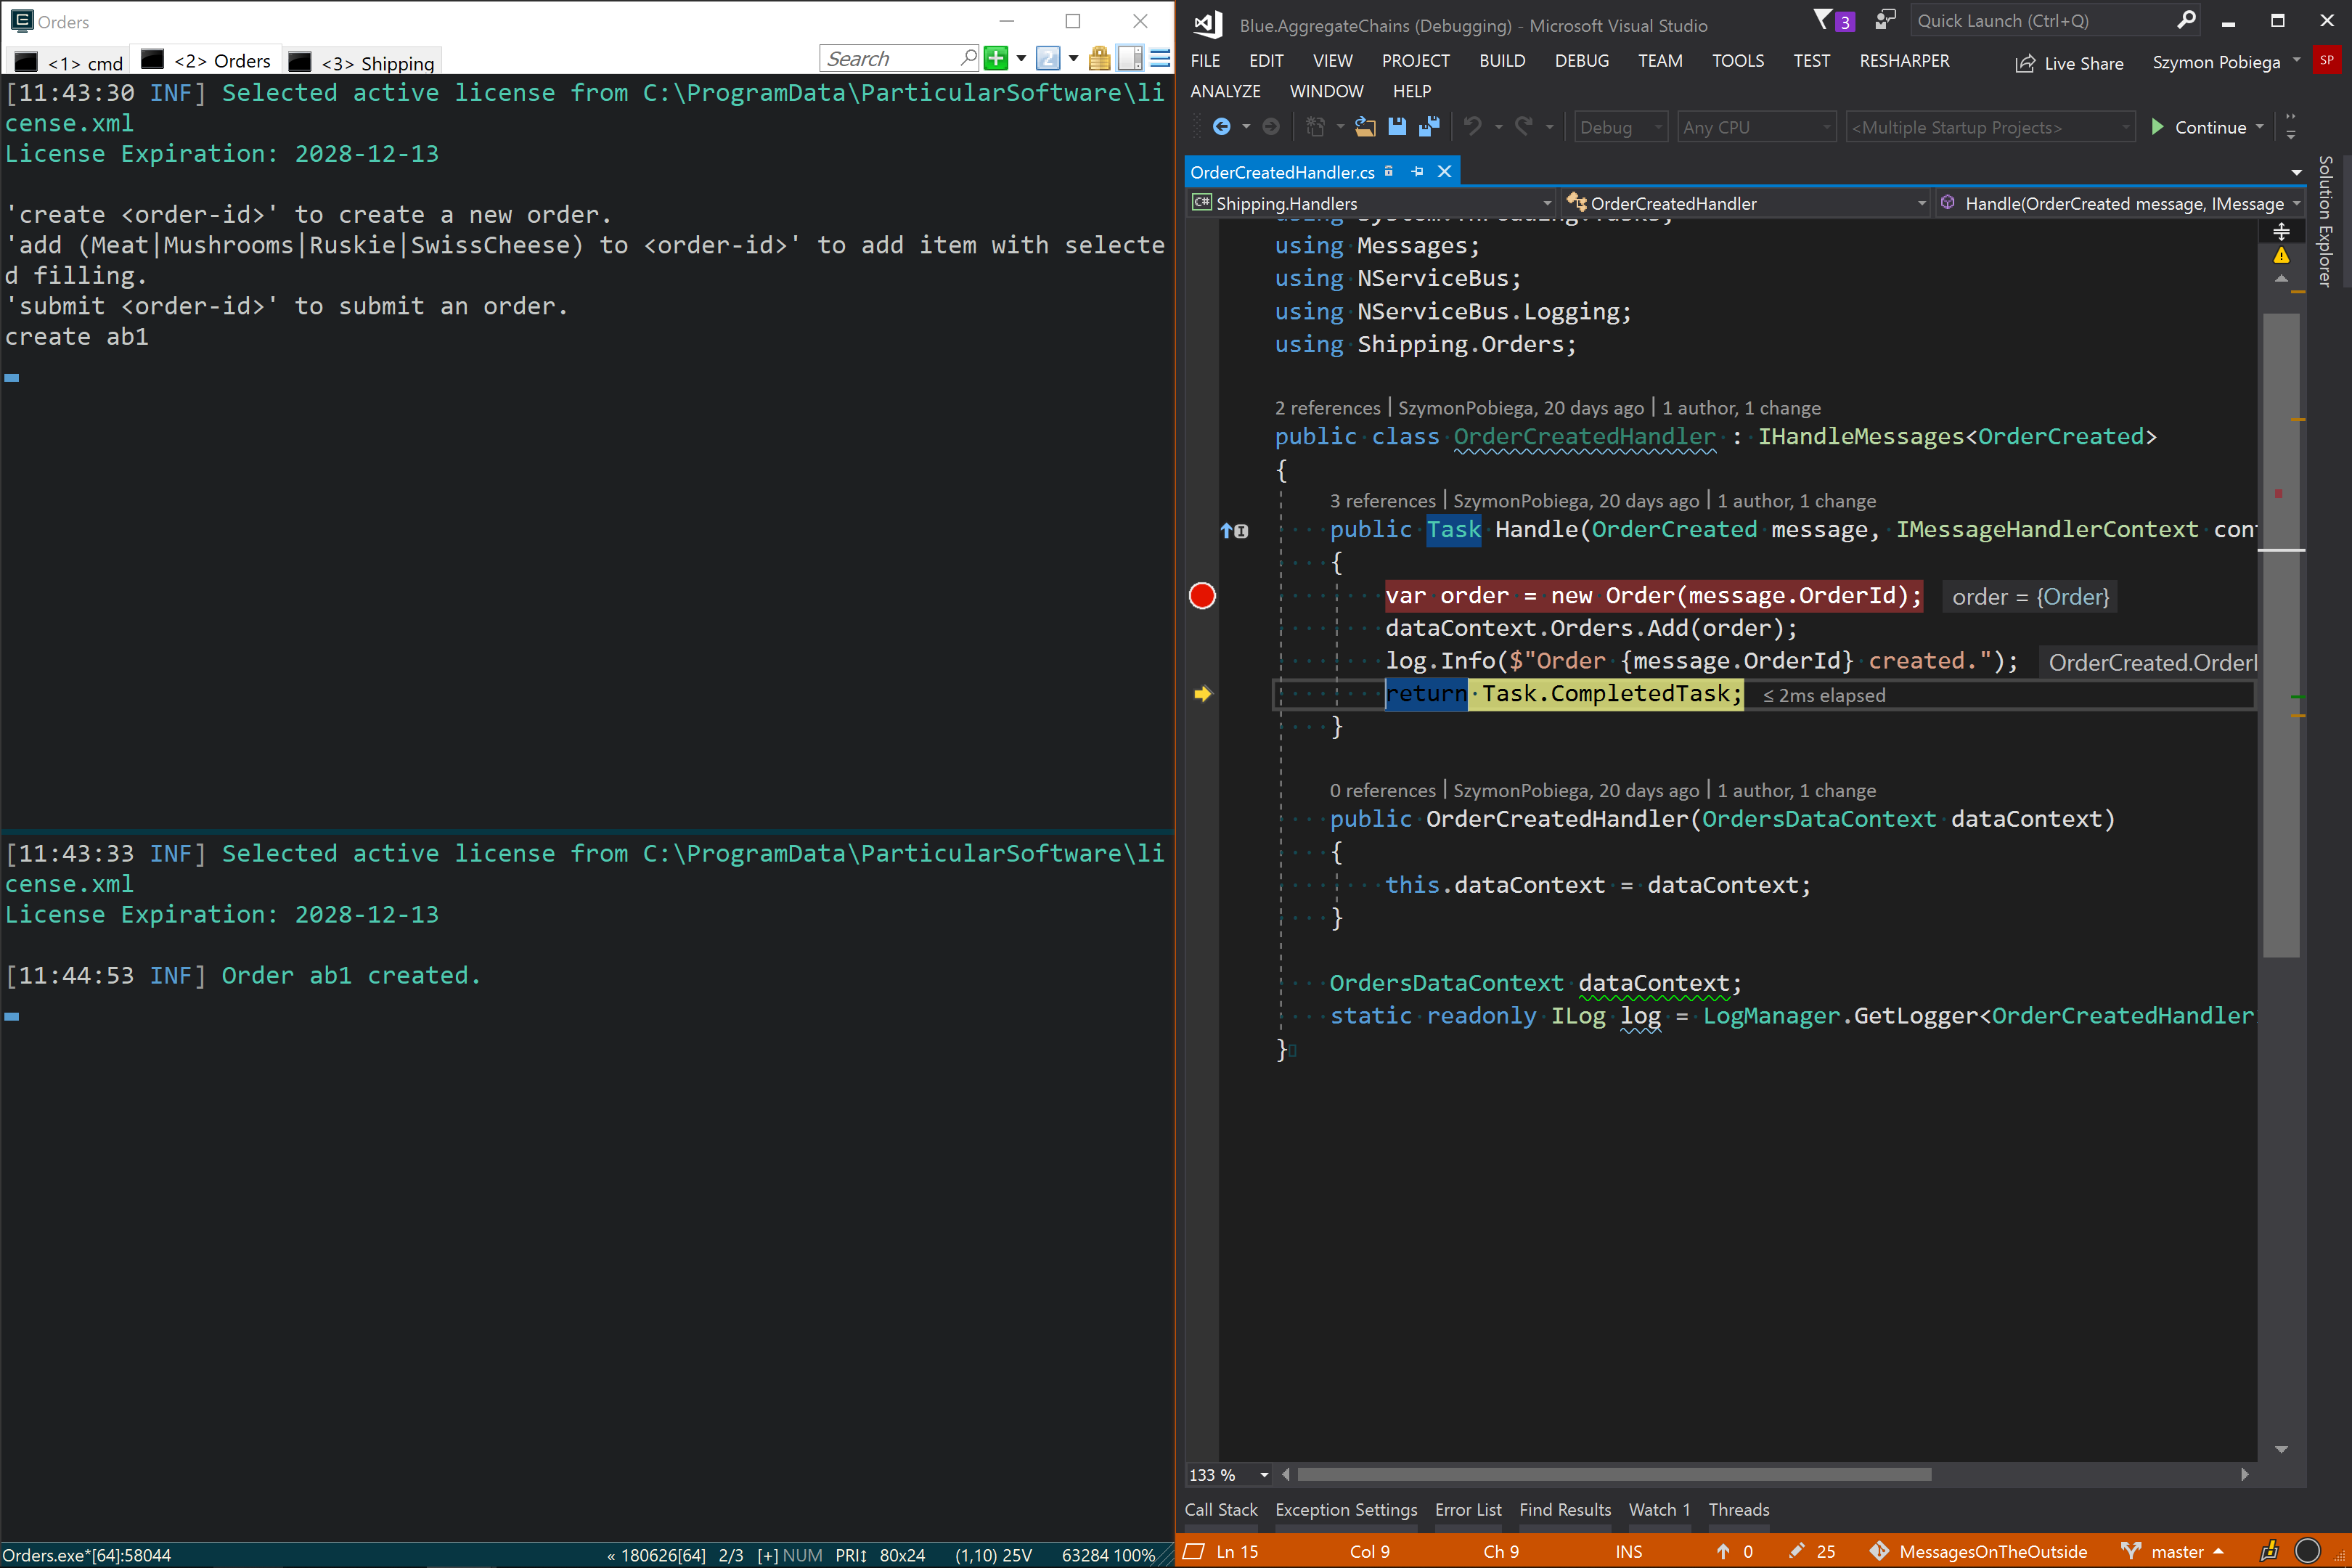 Orders
<1> cmd
<2> Orders
<3> Shipping
Search
2
[11:43:30 INF] Selected active license from C:\ProgramData\ParticularSoftware\li
cense.xml
License Expiration: 2028-12-13
'create <order-id>' to create a new order.
'add (Meat|Mushrooms|Ruskie|SwissCheese) to <order-id>' to add item with selecte
d filling.
'submit <order-id>' to submit an order.
create ab1
[11:43:33 INF] Selected active license from C:\ProgramData\ParticularSoftware\li
cense.xml
License Expiration: 2028-12-13
[11:44:53 INF] Order ab1 created.
Orders.exe*[64]:58044
« 180626[64] 2/3 [+] NUM PRI↕ 80x24 (1,10) 25V 63284 100%
Blue.AggregateChains (Debugging) - Microsoft Visual Studio
3
Quick Launch (Ctrl+Q)
FILE EDIT VIEW PROJECT BUILD DEBUG TEAM TOOLS TEST RESHARPER
Live Share
Szymon Pobiega
SP
ANALYZE WINDOW HELP
Debug
Any CPU
<Multiple Startup Projects>
Continue
OrderCreatedHandler.cs
Solution Explorer
C# Shipping.Handlers
OrderCreatedHandler
Handle(OrderCreated message, IMessage
using Messages;
using NServiceBus;
using NServiceBus.Logging;
using Shipping.Orders;
2 references | SzymonPobiega, 20 days ago | 1 author, 1 change
public class OrderCreatedHandler : IHandleMessages<OrderCreated>
{
3 references | SzymonPobiega, 20 days ago | 1 author, 1 change
public Task Handle(OrderCreated message, IMessageHandlerContext con
{
var order = new Order(message.OrderId); order = {Order}
dataContext.Orders.Add(order);
log.Info($"Order {message.OrderId} created."); OrderCreated.OrderI
return Task.CompletedTask; ≤ 2ms elapsed
}
0 references | SzymonPobiega, 20 days ago | 1 author, 1 change
public OrderCreatedHandler(OrdersDataContext dataContext)
{
this.dataContext = dataContext;
}
OrdersDataContext dataContext;
static readonly ILog log = LogManager.GetLogger<OrderCreatedHandler
}
133 %
Call Stack Exception Settings Error List Find Results Watch 1 Threads
Ln 15 Col 9 Ch 9 INS 0 25 MessagesOnTheOutside master